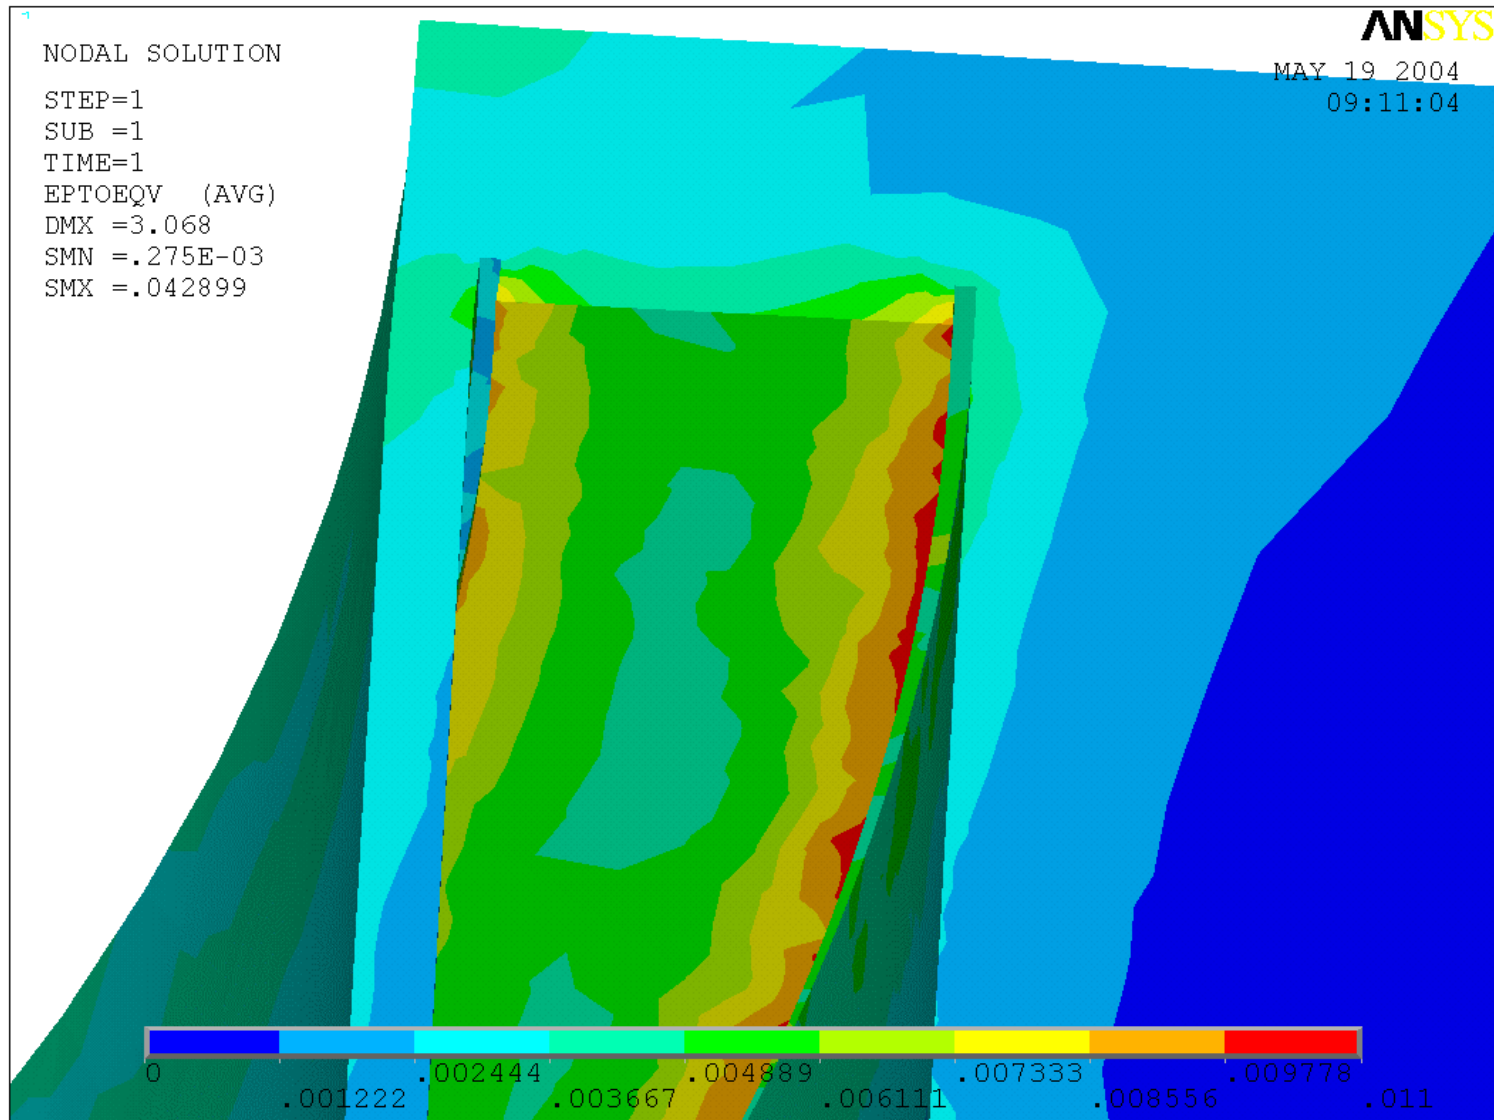 NODAL SOLUTION
STEP=1
SUB =1
TIME=1
EPTOEQV (AVG)
DMX =3.068
SMN =.275E-03
SMX =.042899
ANSYS
MAY 19 2004
09:11:04
0 .002444 .004889 .007333 .009778
.001222 .003667 .006111 .008556 .011